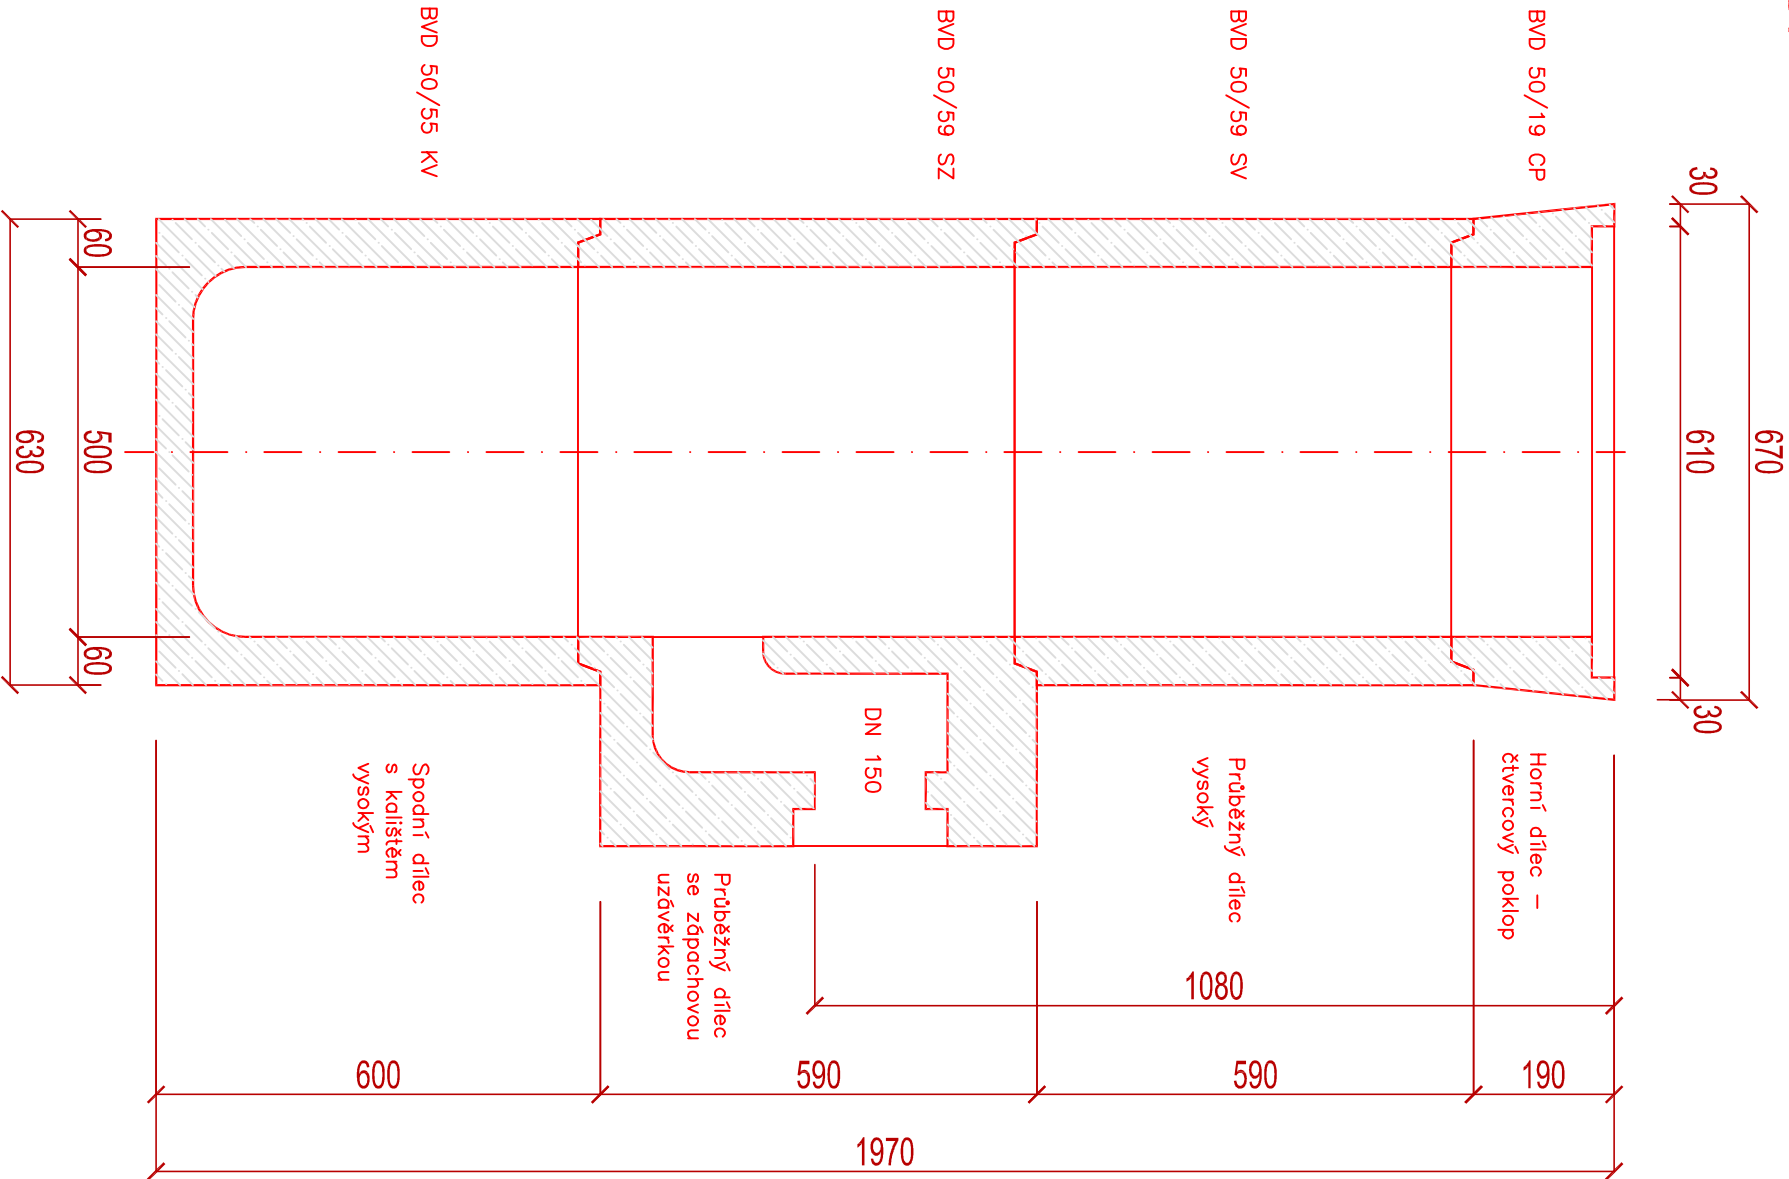 BVD 50/55 KV
BVD 50/59 SZ
BVD 50/59 SV
BVD 50/19 CP
30
610
30
670
60
500
60
630
DN 150
Horní dílec –
čtvercový poklop
Průběžný dílec
vysoký
Průběžný dílec
se zápachovou
uzávěrkou
Spodní dílec
s kalištěm
vysokým
1080
600
590
590
190
1970